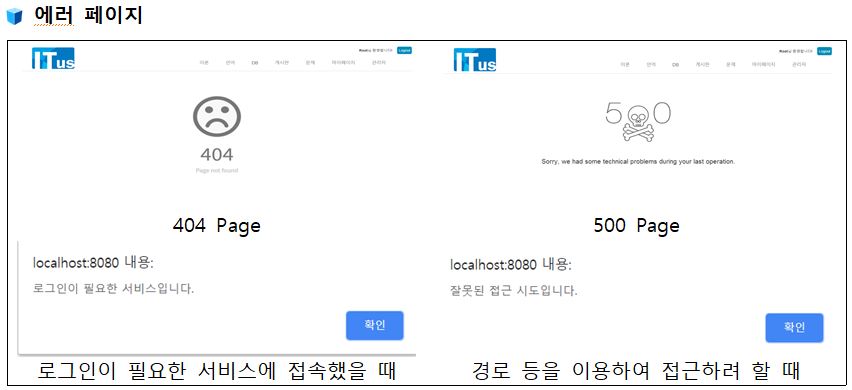 에러 페이지
ITus
Root님 환영합니다 Logout
이론 언어 DB 게시판 문제 마이페이지 관리자
404
Page not found
404 Page
localhost:8080 내용:
로그인이 필요한 서비스입니다.
확인
로그인이 필요한 서비스에 접속했을 때
ITus
Root님 환영합니다 Logout
이론 언어 DB 게시판 문제 마이페이지 관리자
500
Sorry, we had some technical problems during your last operation.
500 Page
localhost:8080 내용:
잘못된 접근 시도입니다.
확인
경로 등을 이용하여 접근하려 할 때